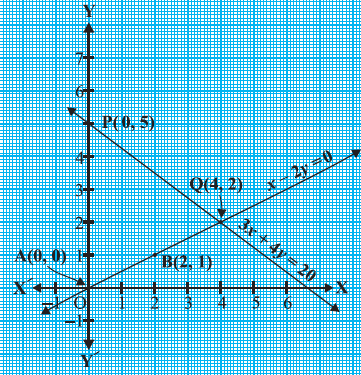 Y
7
6
P(0, 5)
4
3
Q(4, 2)
x – 2y = 0
2
3x + 4y = 20
A(0, 0)
1
B(2, 1)
X′
–1
O
1
2
3
4
5
6
X
–1
Y′